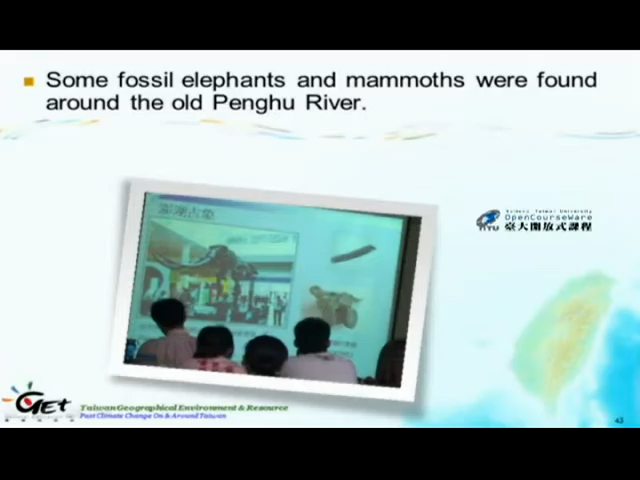 Some fossil elephants and mammoths were found
around the old Penghu River.
澎湖古象
National Taiwan University
OpenCourseWare
NTU 臺大開放式課程
GET
Taiwan Geographical Environment & Resource
Past Climate Change On & Around Taiwan
43